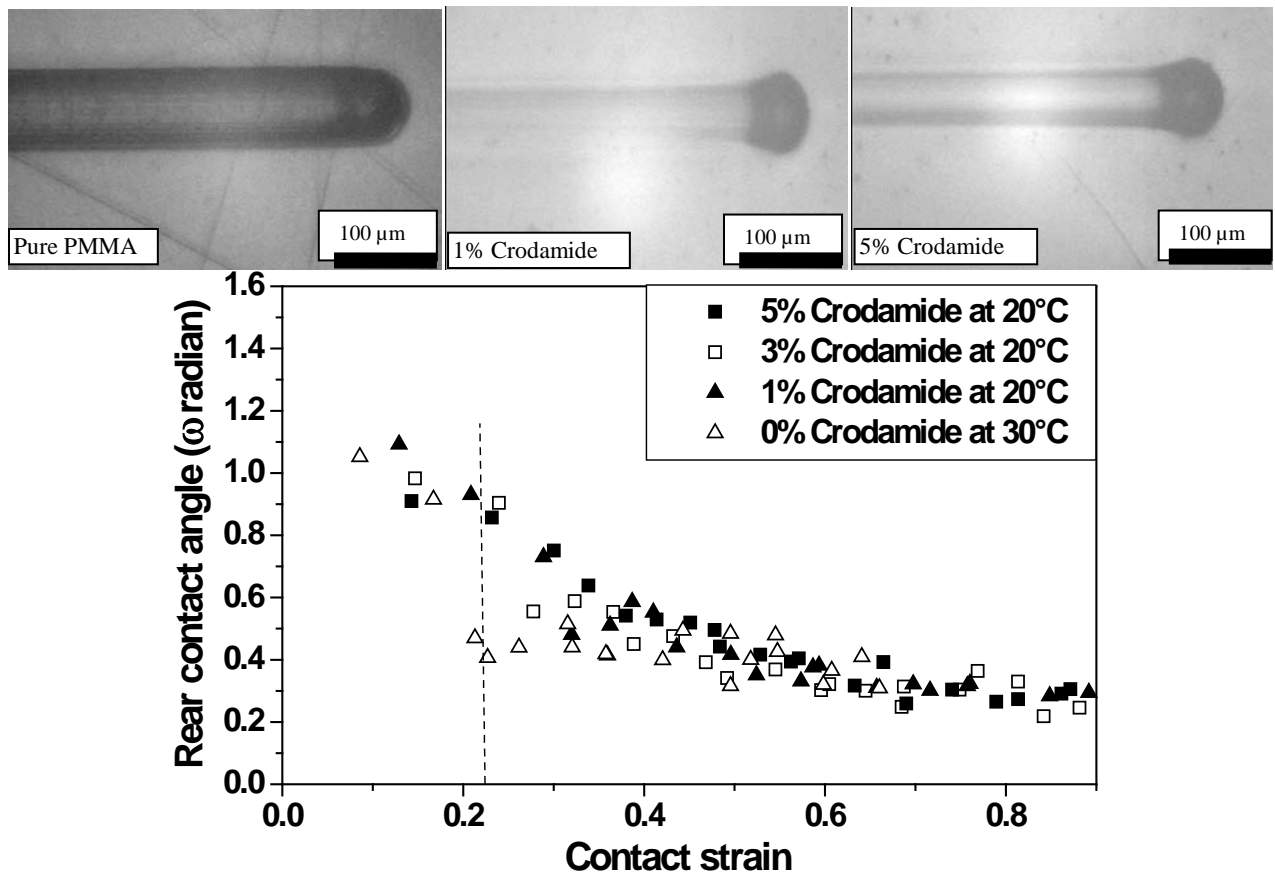 Pure PMMA
100 µm
1% Crodamide
100 µm
5% Crodamide
100 µm
1.6
1.4
1.2
1.0
0.8
0.6
0.4
0.2
0.0
Rear contact angle (ω radian)
5% Crodamide at 20°C
3% Crodamide at 20°C
1% Crodamide at 20°C
0% Crodamide at 30°C
0.0 0.2 0.4 0.6 0.8
Contact strain